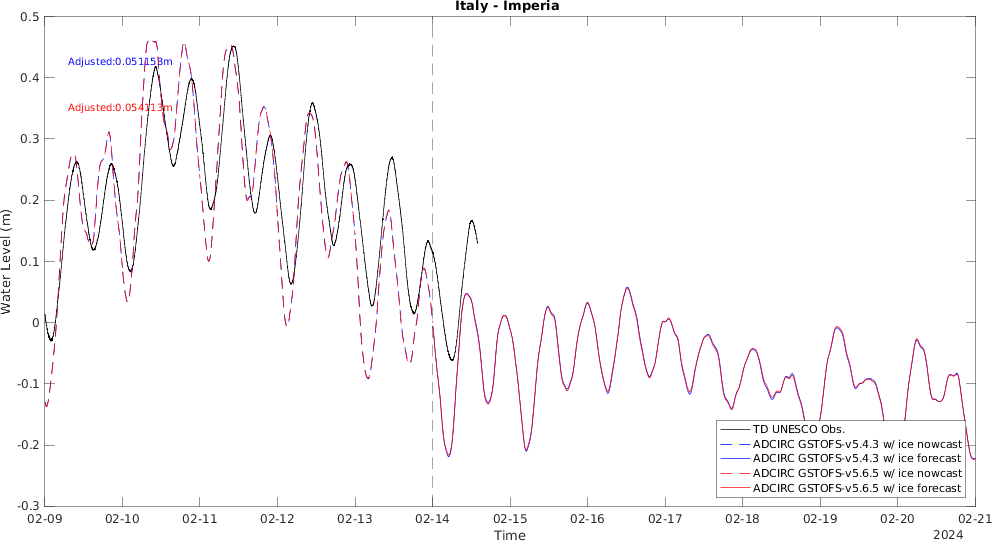 Italy - Imperia
Water Level (m)
0.5
0.4
0.3
0.2
0.1
0
-0.1
-0.2
-0.3
Adjusted:0.051153m
Adjusted:0.054113m
TD UNESCO Obs.
ADCIRC GSTOFS-v5.4.3 w/ ice nowcast
ADCIRC GSTOFS-v5.4.3 w/ ice forecast
ADCIRC GSTOFS-v5.6.5 w/ ice nowcast
ADCIRC GSTOFS-v5.6.5 w/ ice forecast
02-09 02-10 02-11 02-12 02-13 02-14 02-15 02-16 02-17 02-18 02-19 02-20 02-21
Time
2024